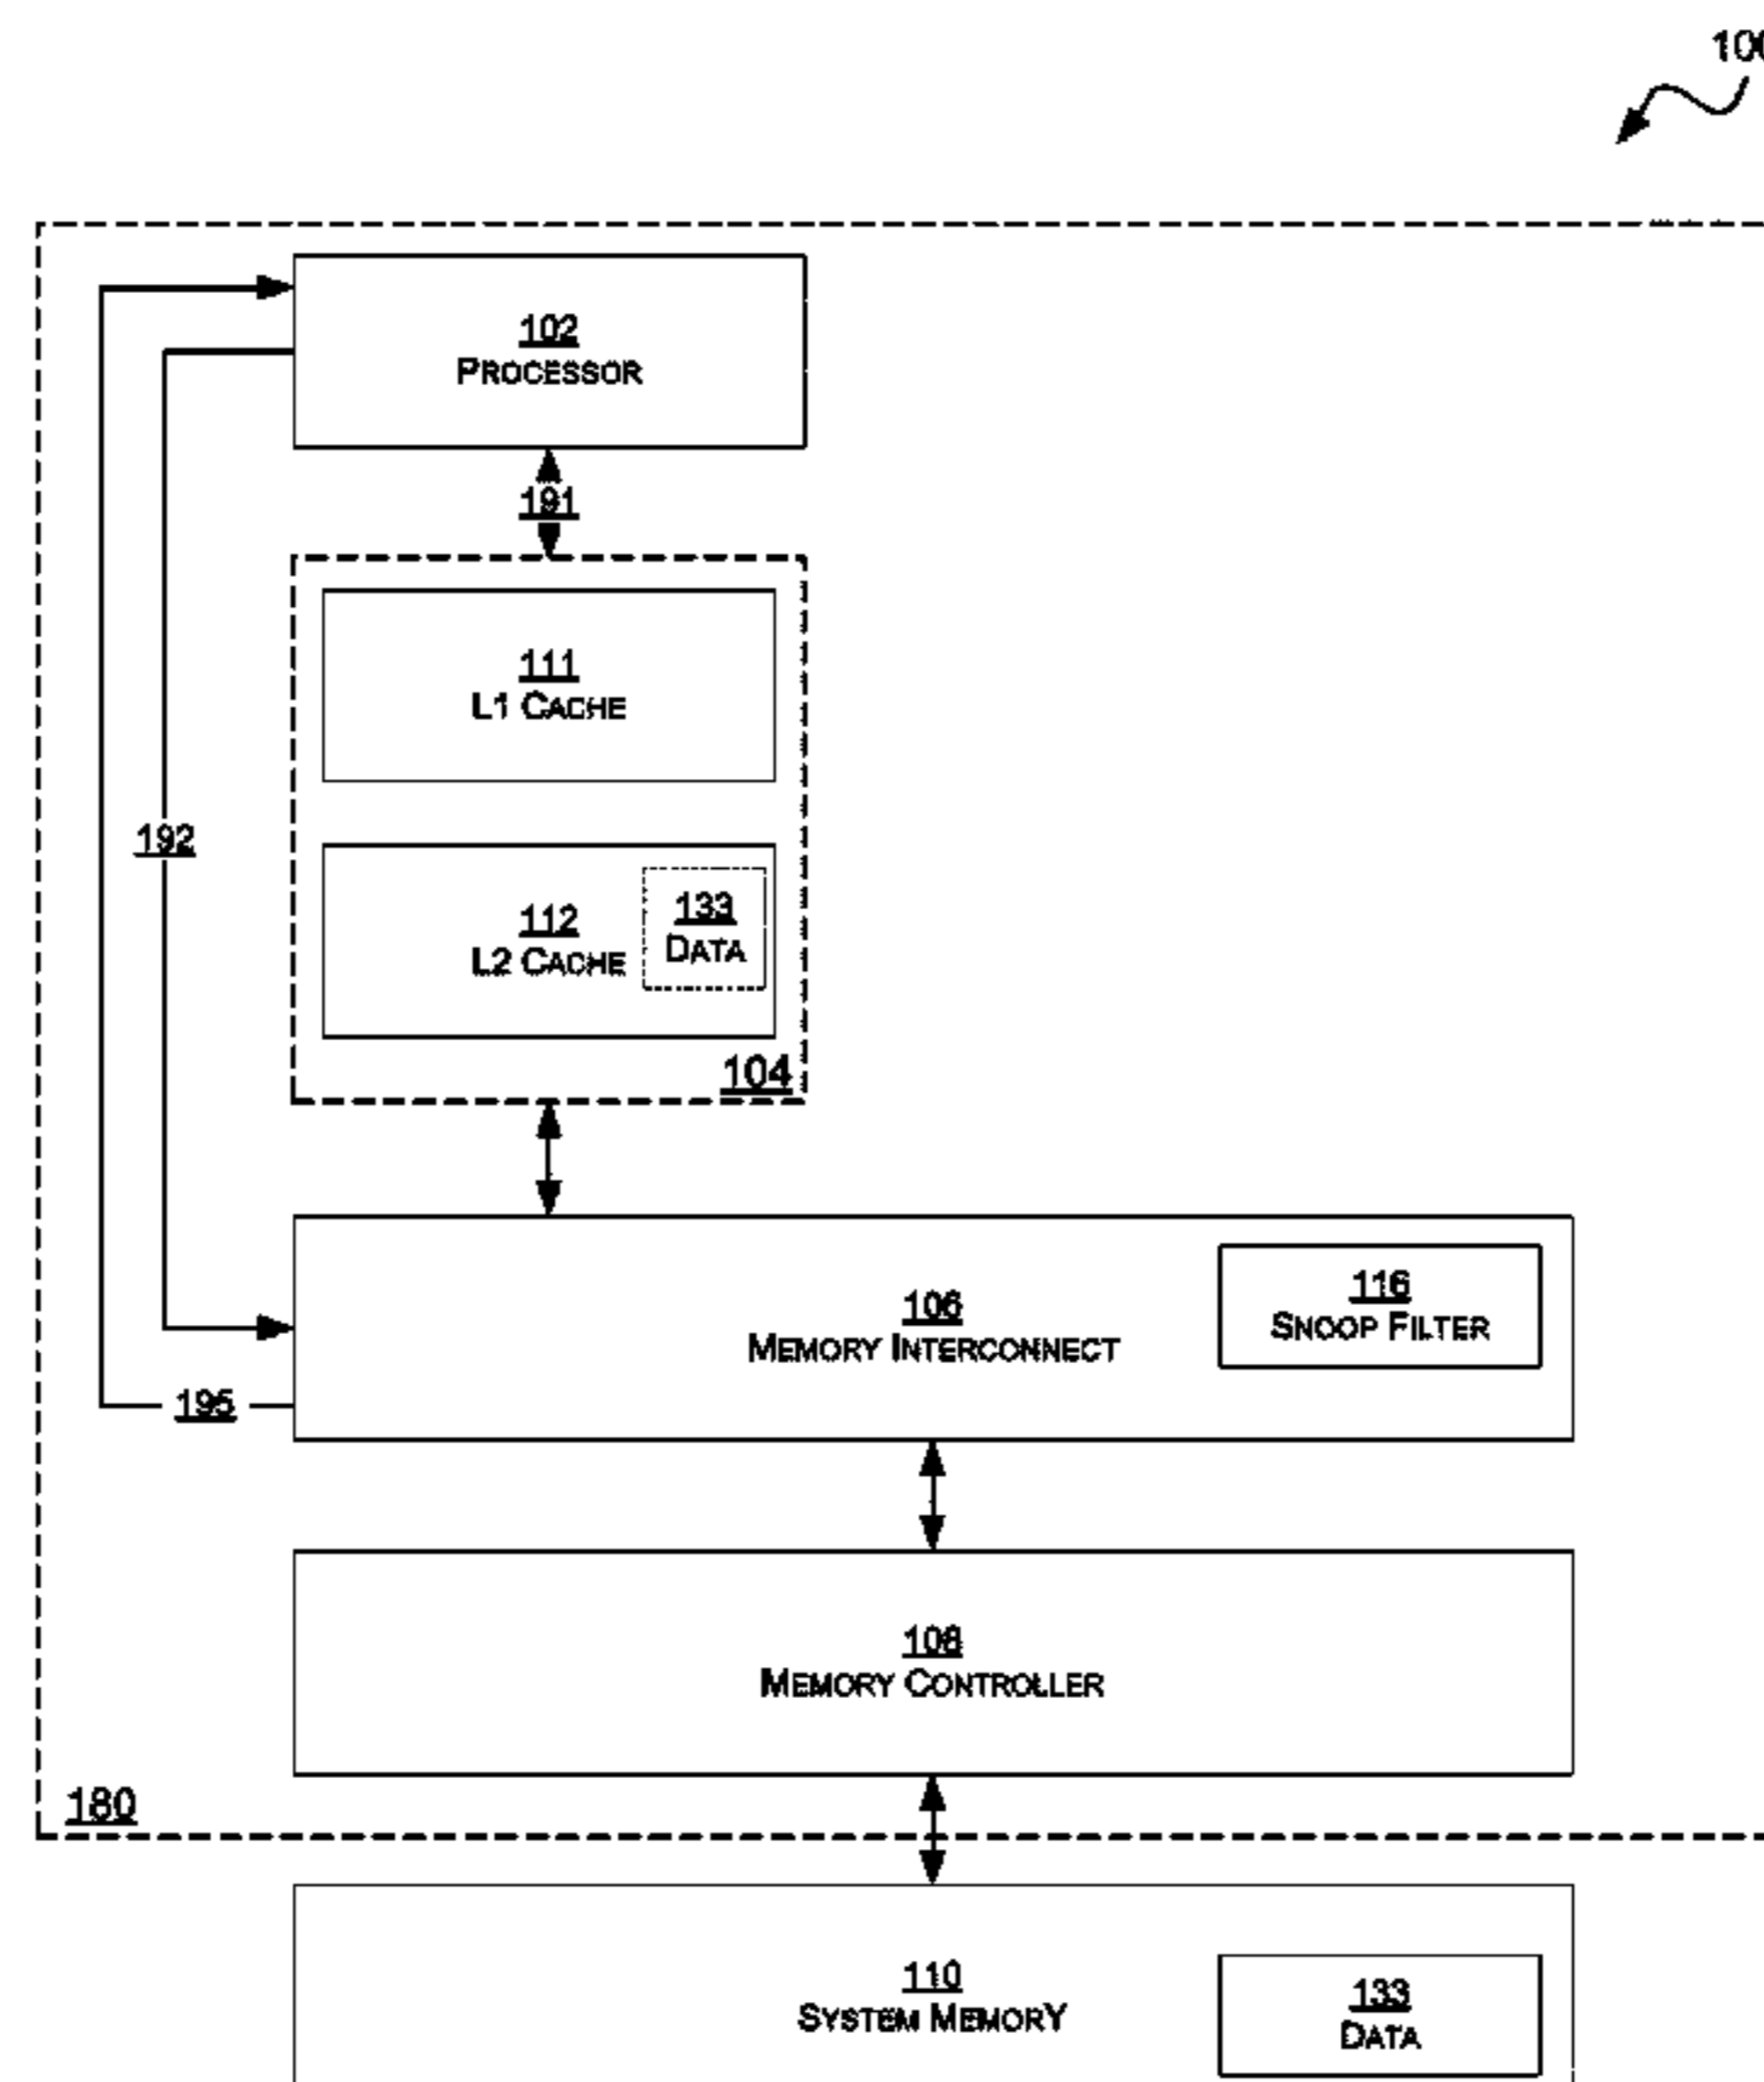 100
102
PROCESSOR
191
111
L1 CACHE
192
112
L2 CACHE
133
DATA
104
116
SNOOP FILTER
106
MEMORY INTERCONNECT
195
108
MEMORY CONTROLLER
180
110
SYSTEM MEMORY
133
DATA